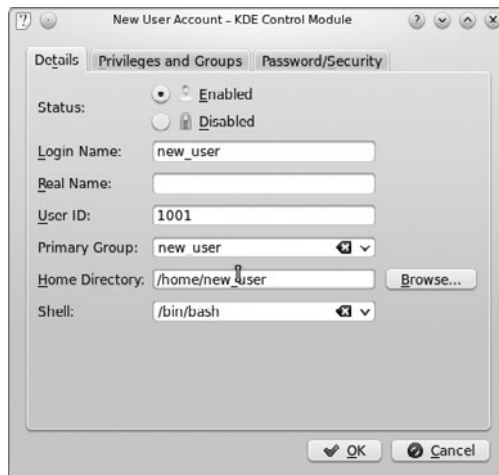 New User Account – KDE Control Module
Details Privileges and Groups Password/Security
Status:
Enabled
Disabled
Login Name: new_user
Real Name:
User ID: 1001
Primary Group: new_user
Home Directory: /home/new_user Browse...
Shell: /bin/bash
OK Cancel